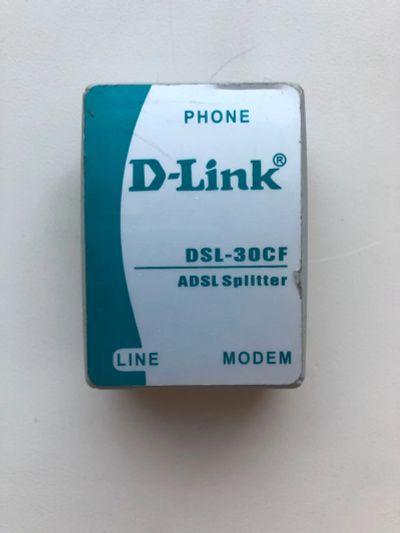 PHONE
D-Link®
DSL-30CF
ADSL Splitter
LINE MODEM